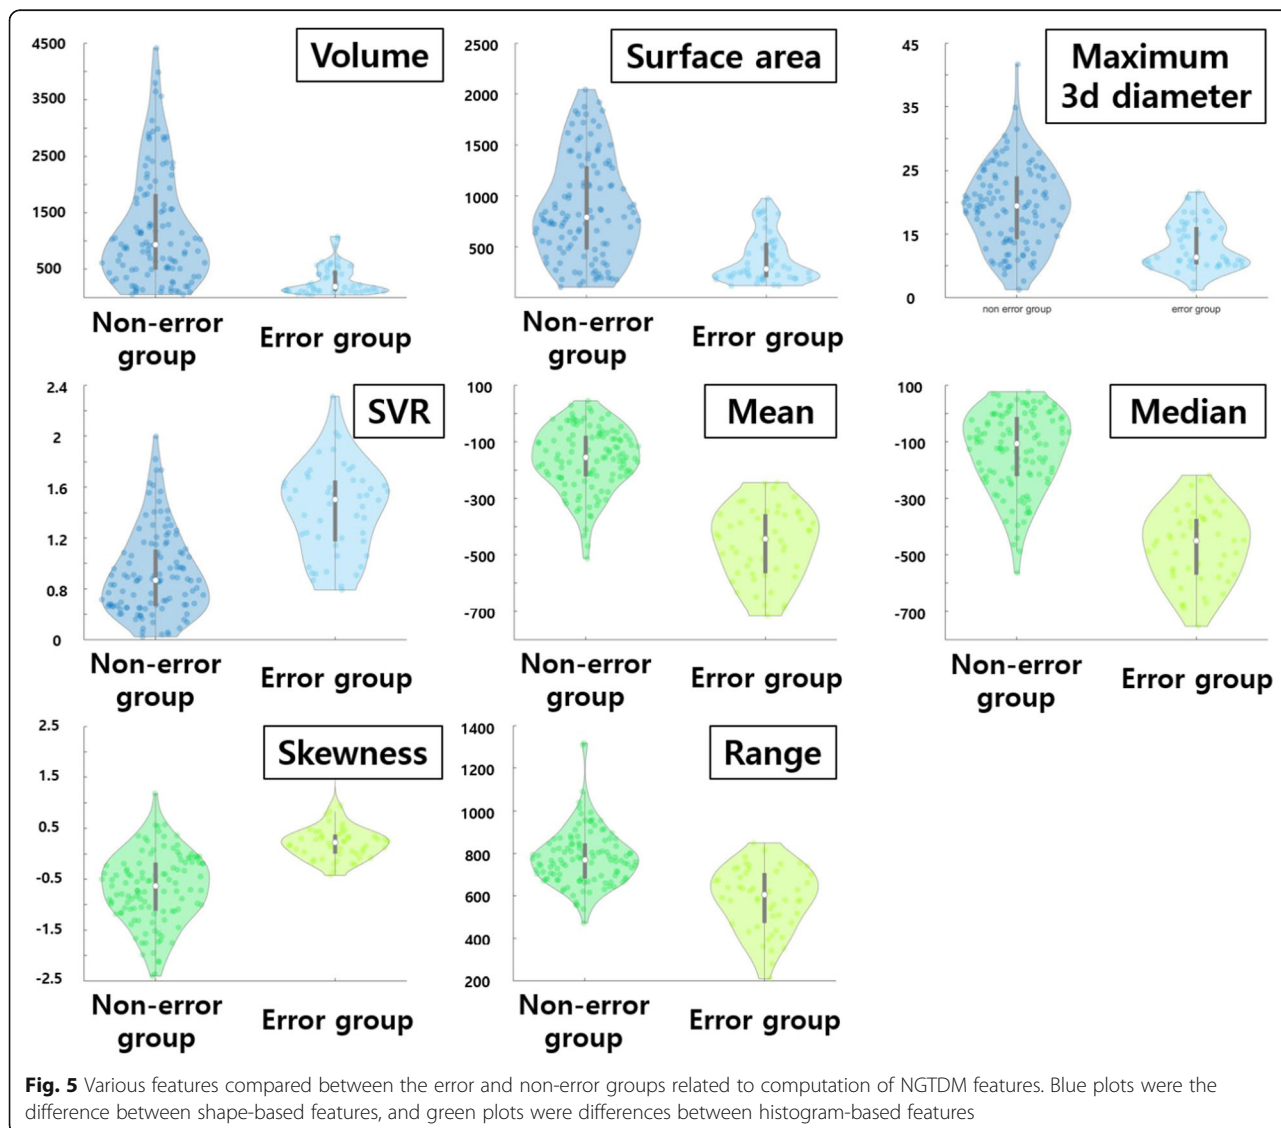 Volume
4500
3500
2500
1500
500
Non-error
group
Error group
Surface area
2500
2000
1500
1000
500
Non-error
group
Error group
Maximum
3d diameter
45
35
25
15
0
non error group
error group
SVR
2.4
2
1.6
1.2
0.8
0
Non-error
group
Error group
Mean
100
-100
-300
-500
-700
Non-error
group
Error group
Median
100
-100
-300
-500
-700
Non-error
group
Error group
Skewness
2.5
1.5
0.5
-0.5
-1.5
-2.5
Non-error
group
Error group
Range
1400
1200
1000
800
600
400
200
Non-error
group
Error group
Fig. 5 Various features compared between the error and non-error groups related to computation of NGTDM features. Blue plots were the
difference between shape-based features, and green plots were differences between histogram-based features